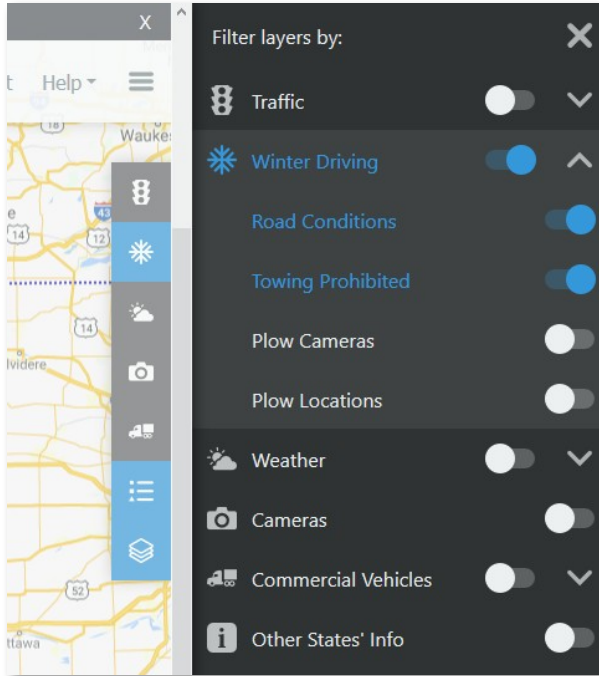 X
Filter layers by:
t Help
18
Wauke
Traffic
Winter Driving
e
43
14
12
Road Conditions
Towing Prohibited
14
Plow Cameras
lvidere
Plow Locations
Weather
Cameras
52
Commercial Vehicles
ttawa
Other States' Info